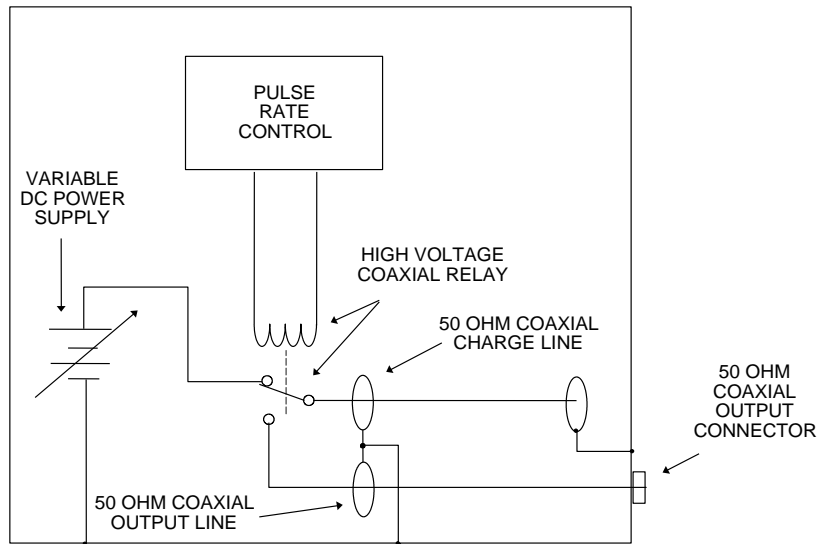 PULSE
RATE
CONTROL
VARIABLE
DC POWER
SUPPLY
HIGH VOLTAGE
COAXIAL RELAY
50 OHM COAXIAL
CHARGE LINE
50 OHM
COAXIAL
OUTPUT
CONNECTOR
50 OHM COAXIAL
OUTPUT LINE